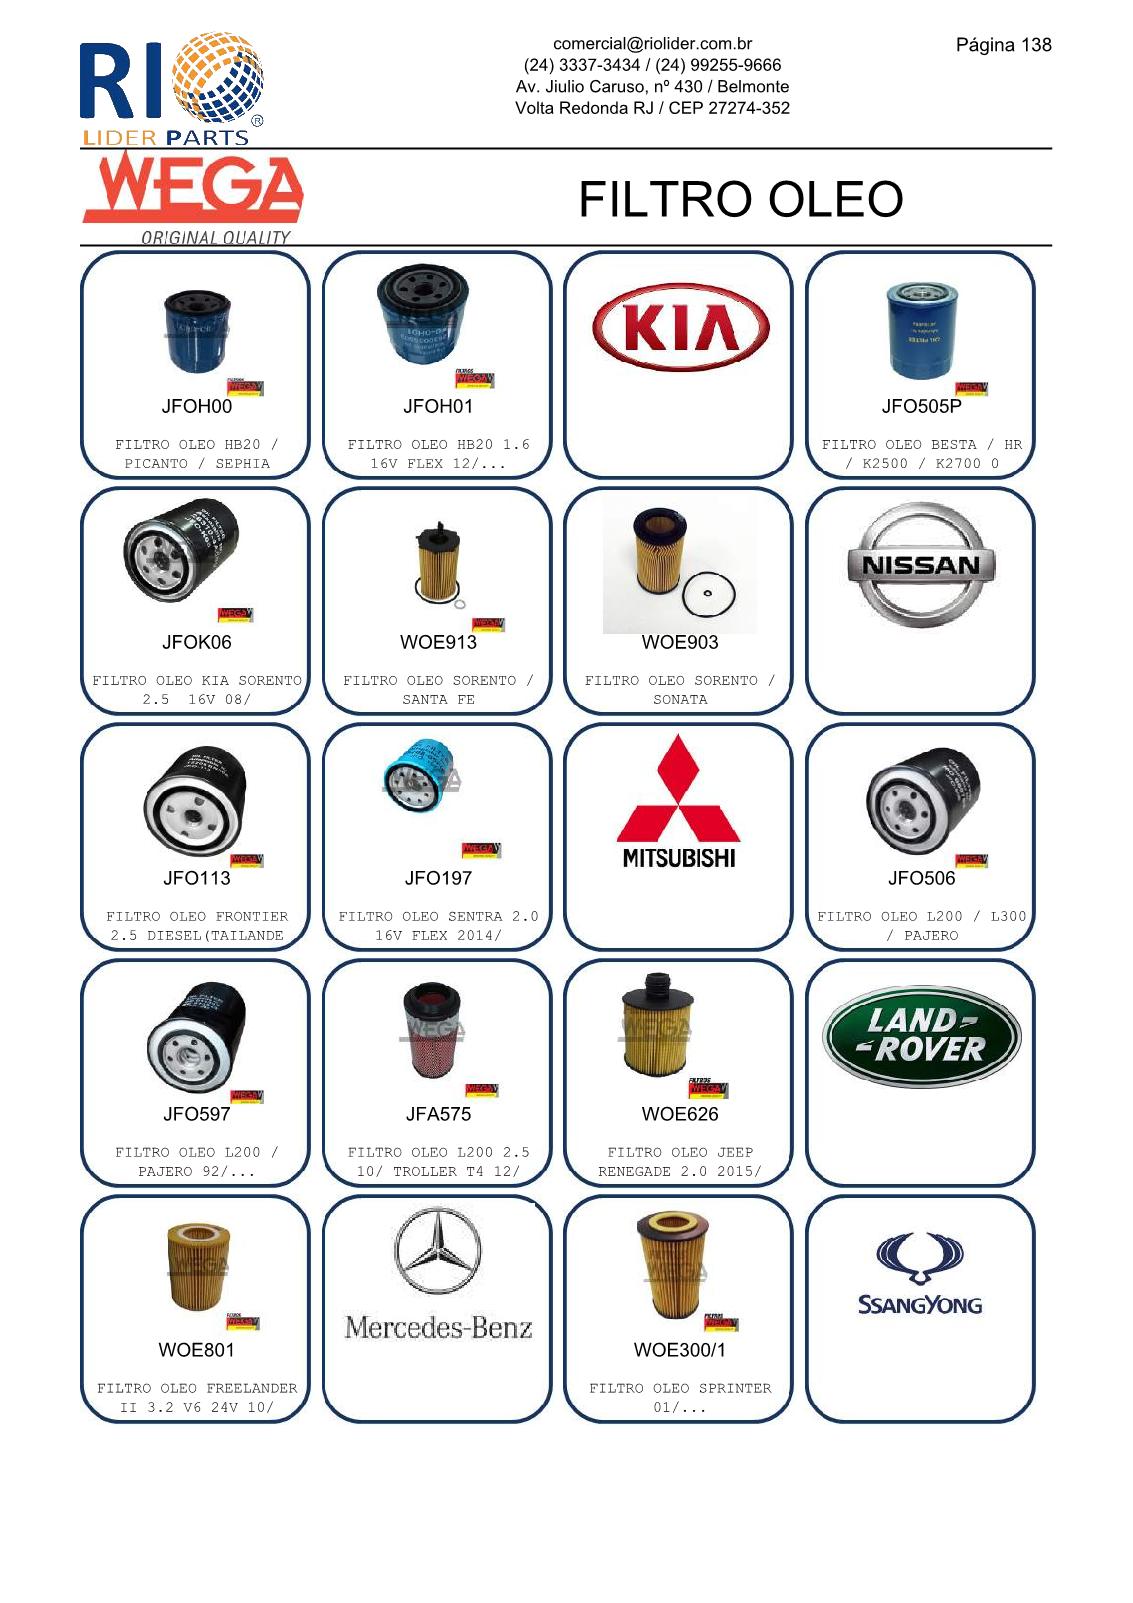 RIO
LIDER PARTS
®
comercial@riolider.com.br
(24) 3337-3434 / (24) 99255-9666
Av. Jiulio Caruso, nº 430 / Belmonte
Volta Redonda RJ / CEP 27274-352
Página 138
WEGA
ORIGINAL QUALITY
FILTRO OLEO
JFOH00
FILTRO OLEO HB20 /
PICANTO / SEPHIA
JFOH01
FILTRO OLEO HB20 1.6
16V FLEX 12/...
KIA
JFO505P
FILTRO OLEO BESTA / HR
/ K2500 / K2700 0
JFOK06
FILTRO OLEO KIA SORENTO
2.5  16V 08/
WOE913
FILTRO OLEO SORENTO /
SANTA FE
WOE903
FILTRO OLEO SORENTO /
SONATA
NISSAN
JFO113
FILTRO OLEO FRONTIER
2.5 DIESEL(TAILANDE
JFO197
FILTRO OLEO SENTRA 2.0
16V FLEX 2014/
MITSUBISHI
JFO506
FILTRO OLEO L200 / L300
/ PAJERO
JFO597
FILTRO OLEO L200 /
PAJERO 92/...
JFA575
FILTRO OLEO L200 2.5
10/ TROLLER T4 12/
WOE626
FILTRO OLEO JEEP
RENEGADE 2.0 2015/
LAND-
-ROVER
WOE801
FILTRO OLEO FREELANDER
II 3.2 V6 24V 10/
Mercedes-Benz
WOE300/1
FILTRO OLEO SPRINTER
01/...
SSANGYONG